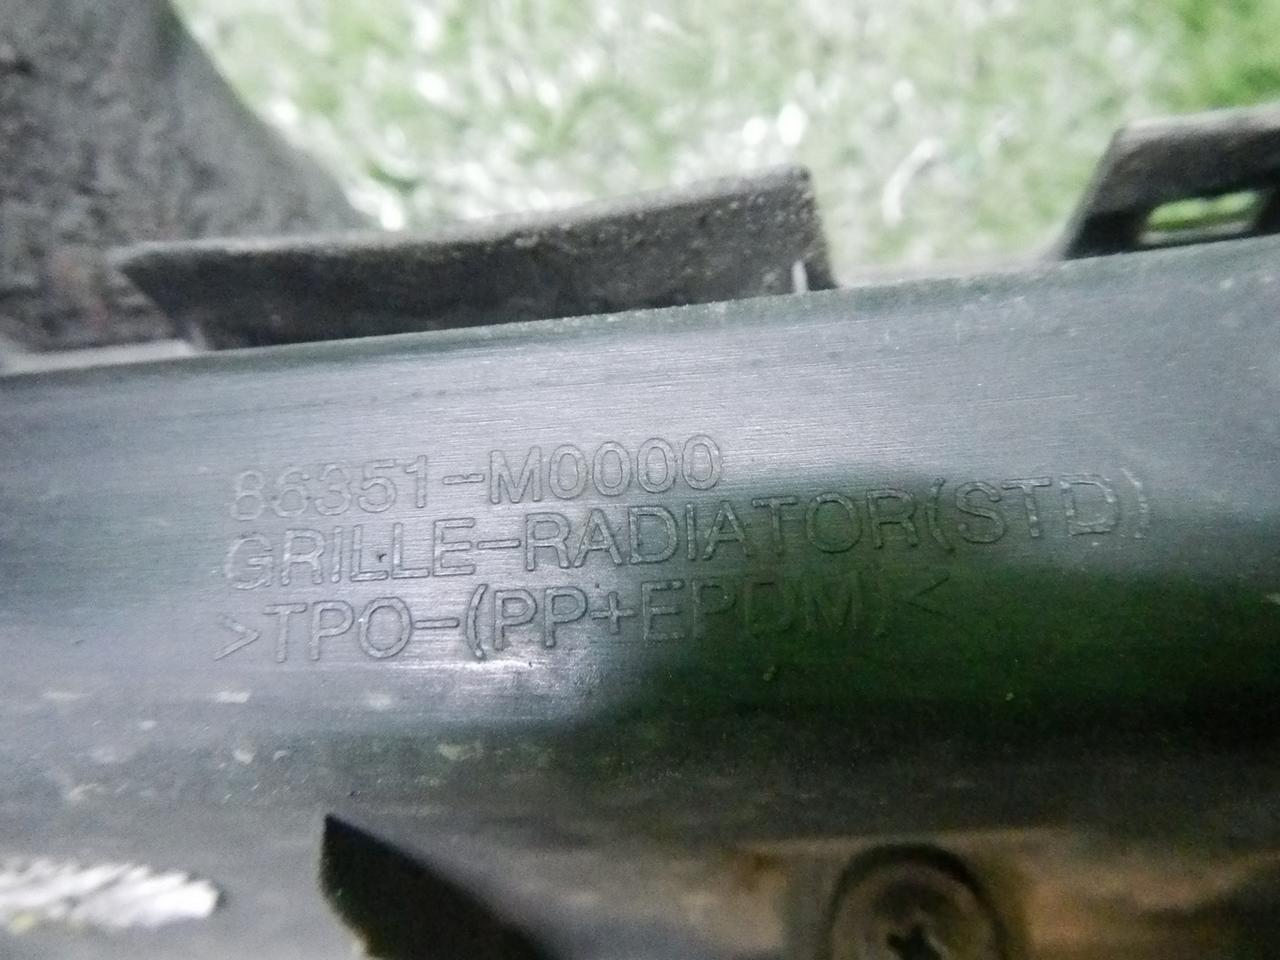 86351-M0000
GRILLE-RADIATOR(STD)
>TPO-(PP+EPDM)<